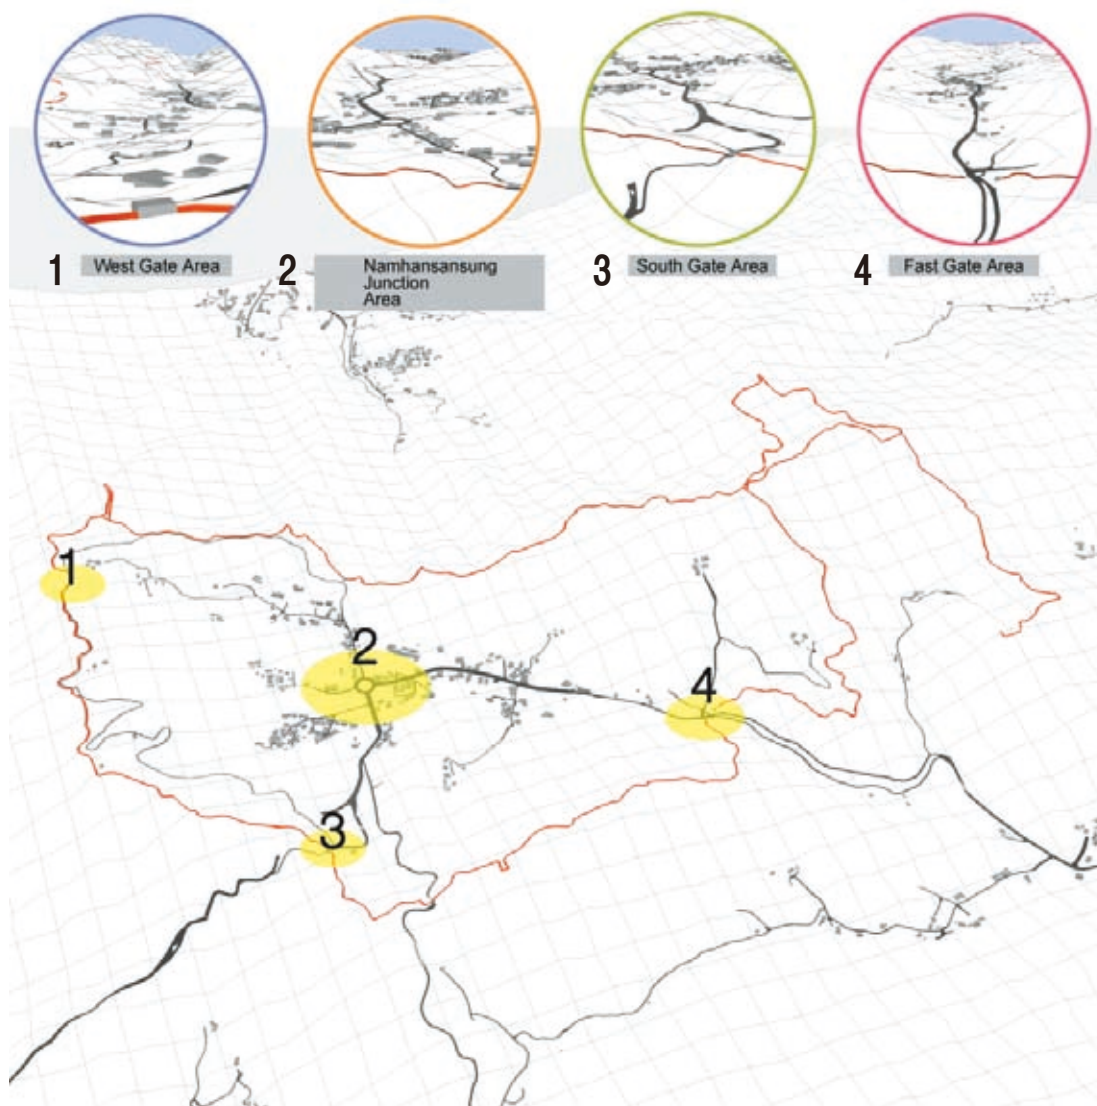 1 West Gate Area
2 Namhansansung
Junction
Area
3 South Gate Area
4 Fast Gate Area
1
2
4
3